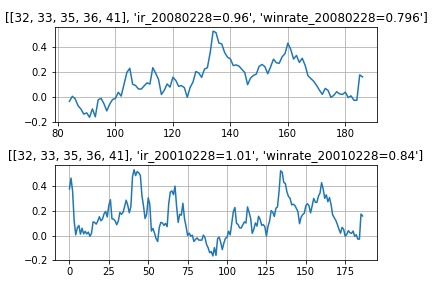 [[32, 33, 35, 36, 41], 'ir_20080228=0.96', 'winrate_20080228=0.796']
0.4
0.2
0.0
−0.2
80 100 120 140 160 180
[[32, 33, 35, 36, 41], 'ir_20010228=1.01', 'winrate_20010228=0.84']
0.4
0.2
0.0
−0.2
0 25 50 75 100 125 150 175